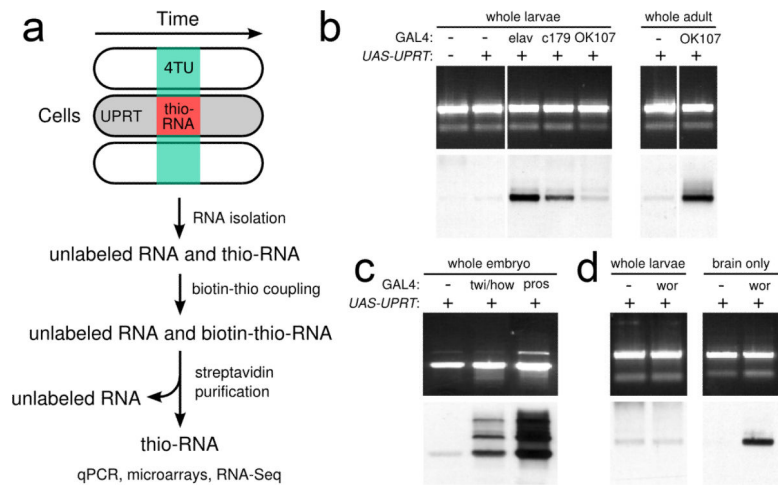 a
Time
4TU
Cells
UPRT
thio-
RNA
RNA isolation
unlabeled RNA and thio-RNA
biotin-thio coupling
unlabeled RNA and biotin-thio-RNA
streptavidin
purification
unlabeled RNA
thio-RNA
qPCR, microarrays, RNA-Seq
b
whole larvae whole adult
GAL4: - - elav c179 OK107 - OK107
UAS-UPRT: - + + + + + +
c
whole embryo
GAL4: - twi/how pros
UAS-UPRT: + + +
d
whole larvae brain only
- wor - wor
+ + + +